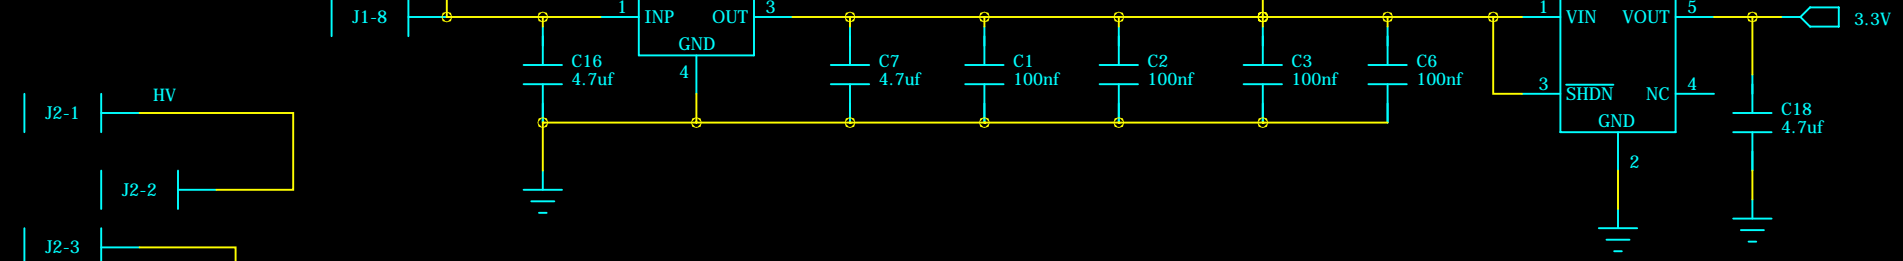 J1-8
1
INP
OUT
3
GND
4
C16
4.7uf
C7
4.7uf
C1
100nf
C2
100nf
C3
100nf
C6
100nf
1
VIN
VOUT
5
3.3V
3
SHDN
NC
4
GND
2
C18
4.7uf
J2-1
HV
J2-2
J2-3